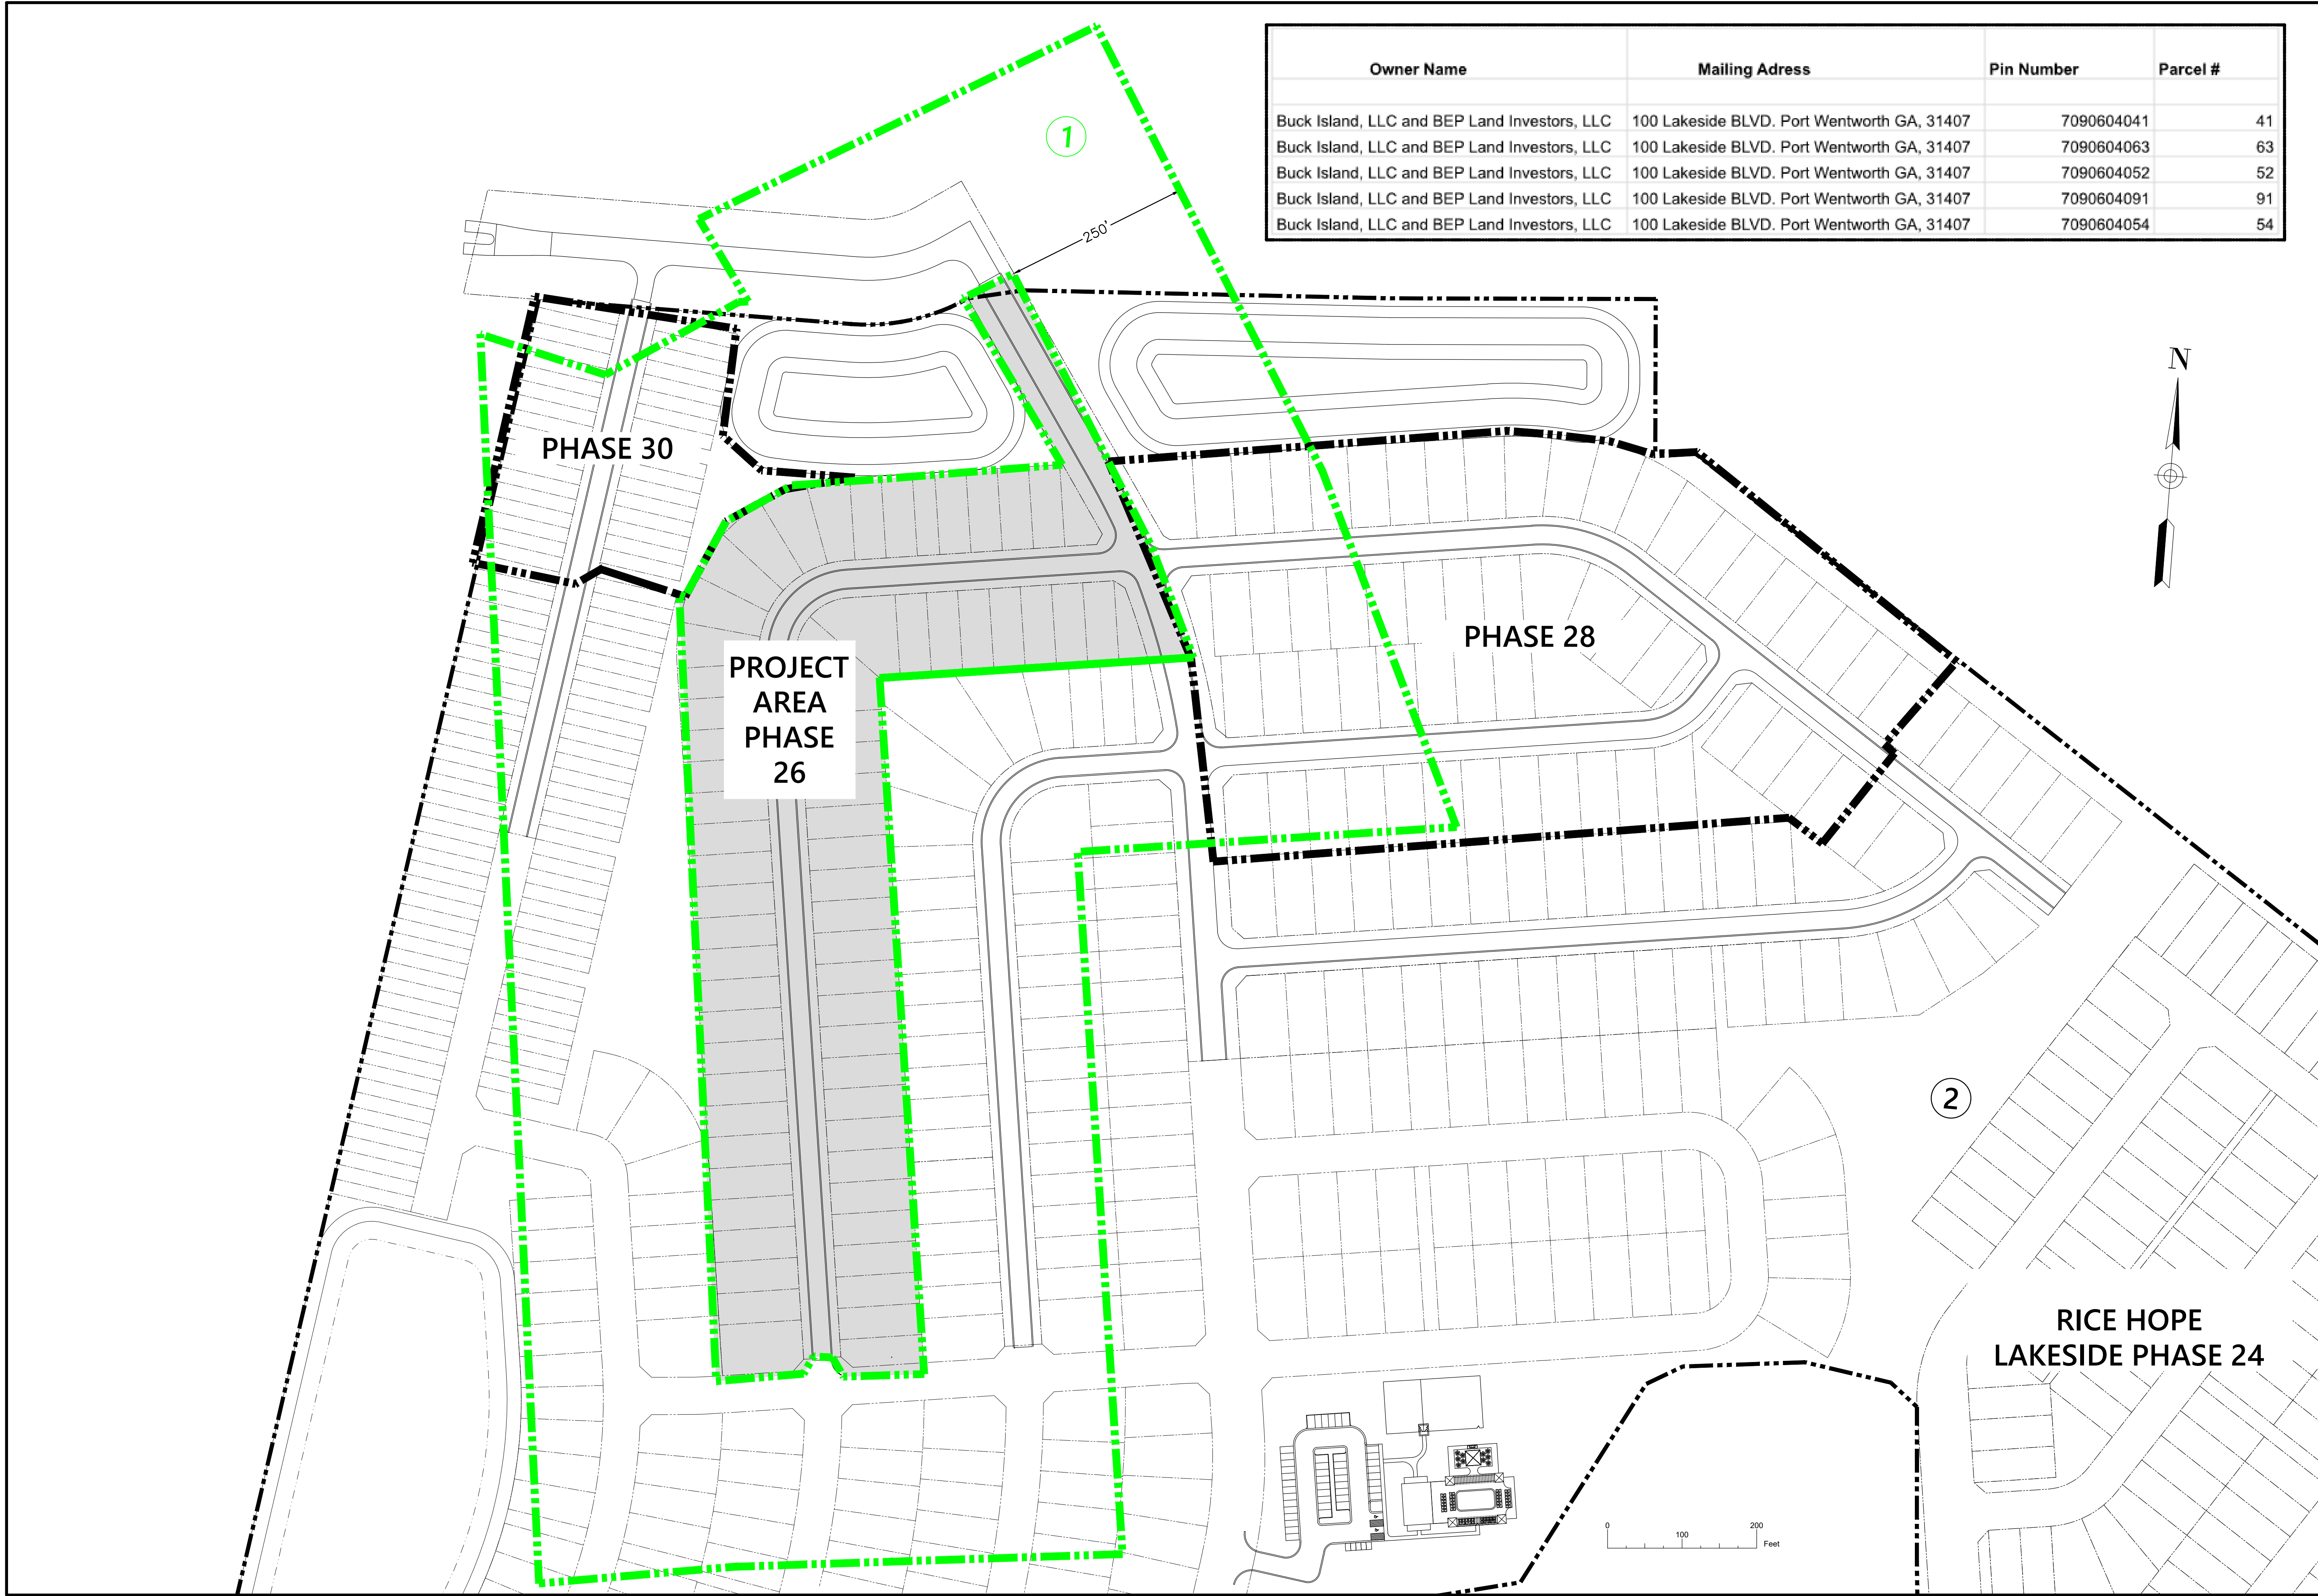 Owner Name Mailing Adress Pin Number Parcel #
Buck Island, LLC and BEP Land Investors, LLC 100 Lakeside BLVD. Port Wentworth GA, 31407 7090604041 41
Buck Island, LLC and BEP Land Investors, LLC 100 Lakeside BLVD. Port Wentworth GA, 31407 7090604063 63
Buck Island, LLC and BEP Land Investors, LLC 100 Lakeside BLVD. Port Wentworth GA, 31407 7090604052 52
Buck Island, LLC and BEP Land Investors, LLC 100 Lakeside BLVD. Port Wentworth GA, 31407 7090604091 91
Buck Island, LLC and BEP Land Investors, LLC 100 Lakeside BLVD. Port Wentworth GA, 31407 7090604054 54
1
250'
N
PHASE 30
PHASE 28
PROJECT
AREA
PHASE
26
2
RICE HOPE
LAKESIDE PHASE 24
0 100 200
Feet